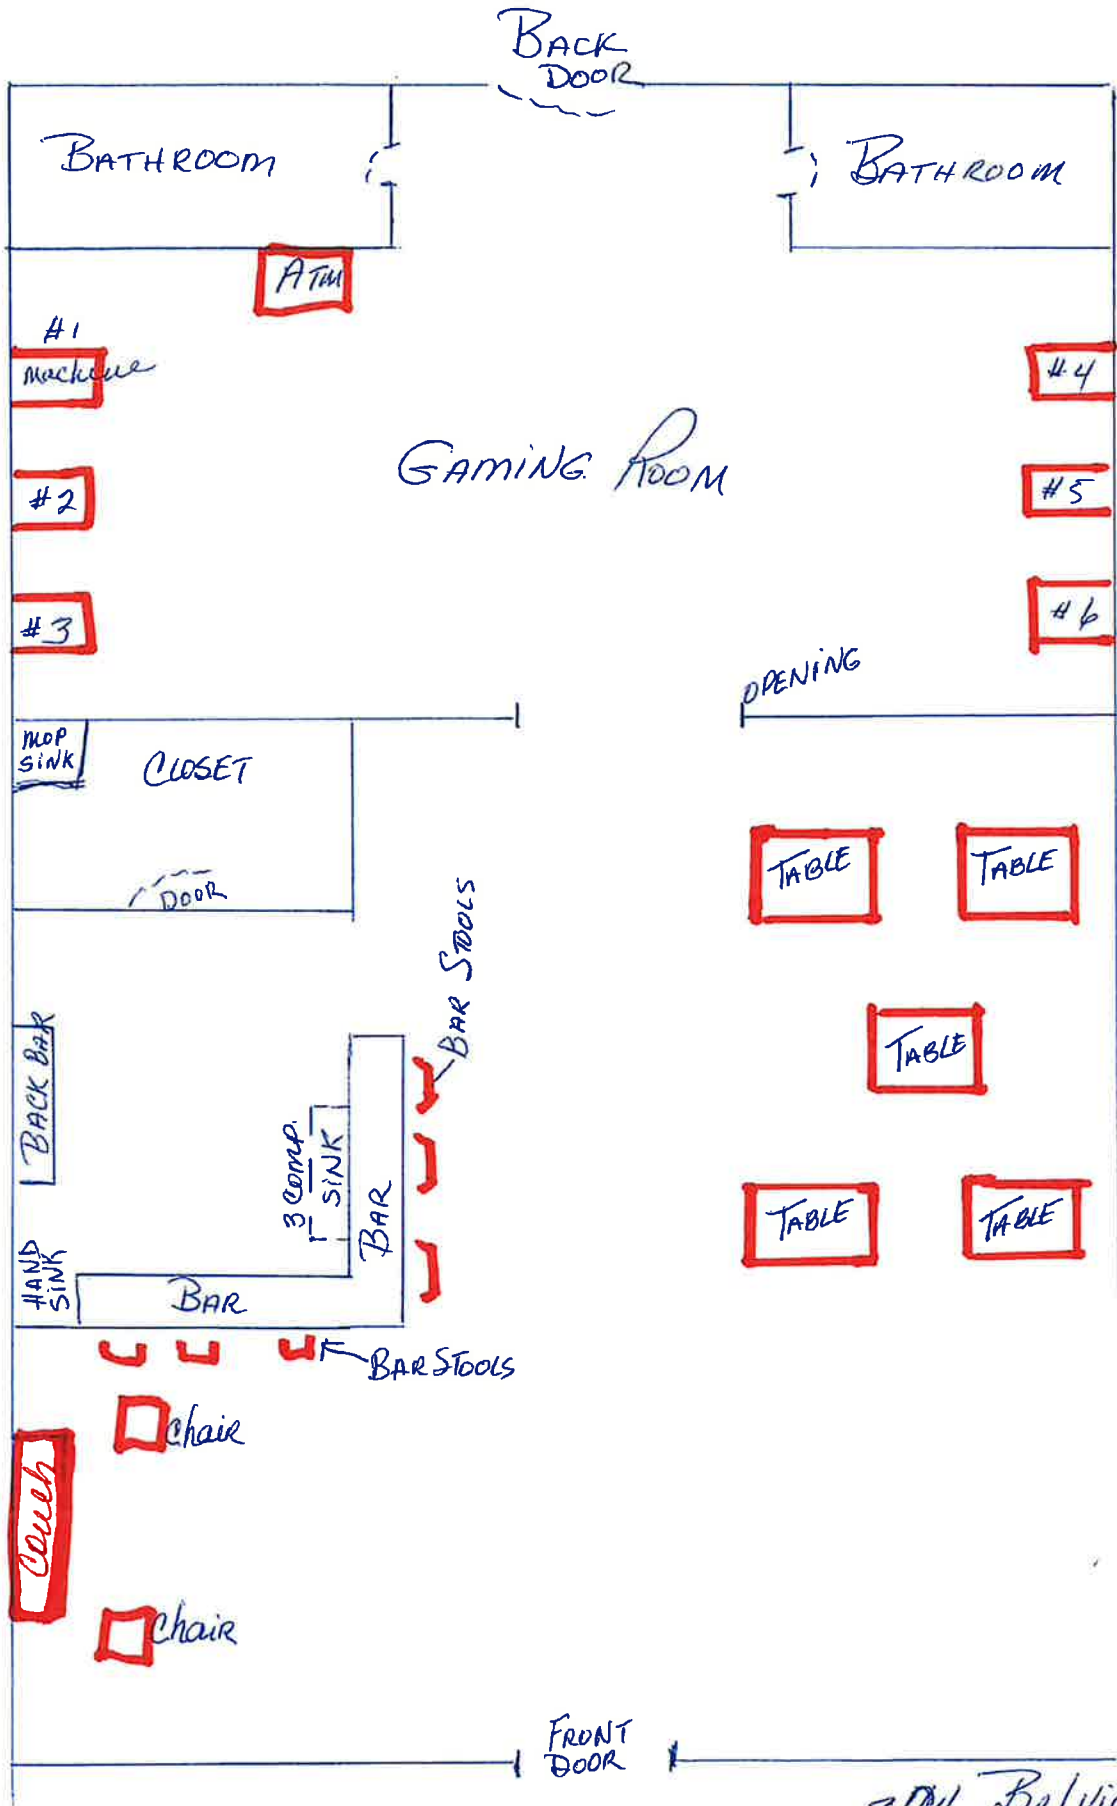 BACK
DOOR
BATHROOM
BATHROOM
ATM
#1
machine
#4
GAMING ROOM
#2
#5
#3
#6
OPENING
MOP
SINK
CLOSET
DOOR
TABLE
TABLE
BAR STOOLS
TABLE
BACK BAR
3 COMP.
SINK
BAR
TABLE
TABLE
HAND
SINK
BAR
BAR STOOLS
chair
couch
chair
FRONT
DOOR